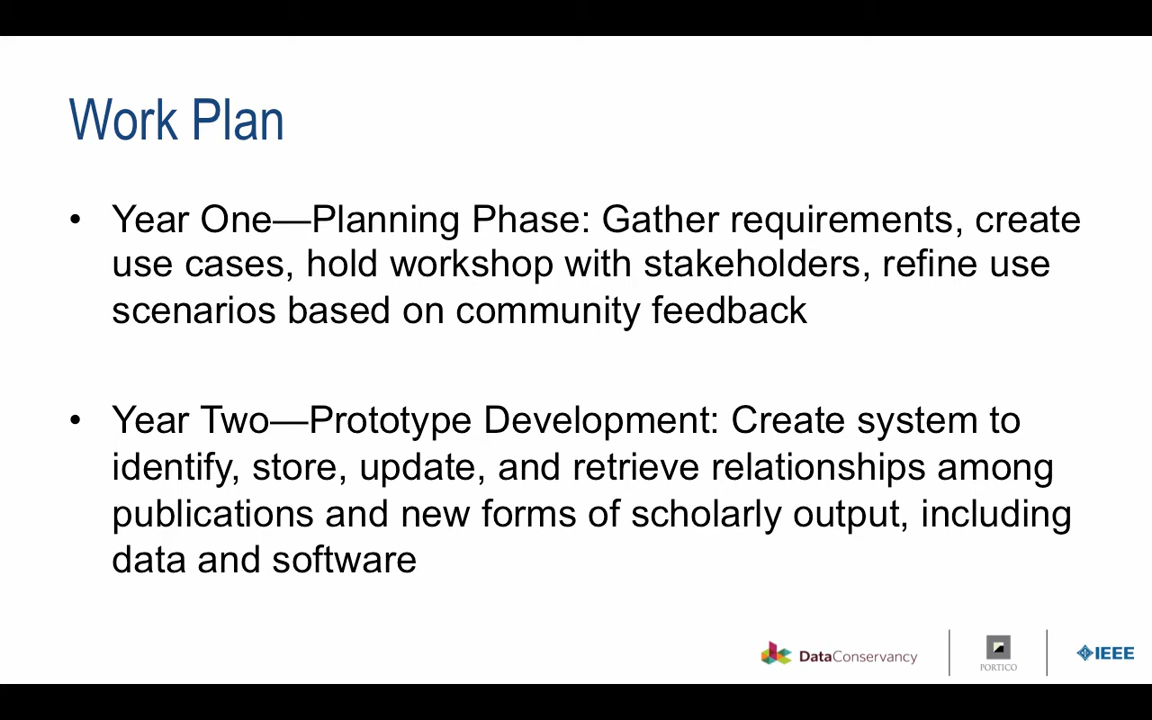 Work Plan
• Year One—Planning Phase: Gather requirements, create
use cases, hold workshop with stakeholders, refine use
scenarios based on community feedback
• Year Two—Prototype Development: Create system to
identify, store, update, and retrieve relationships among
publications and new forms of scholarly output, including
data and software
DataConservancy
PORTICO
IEEE